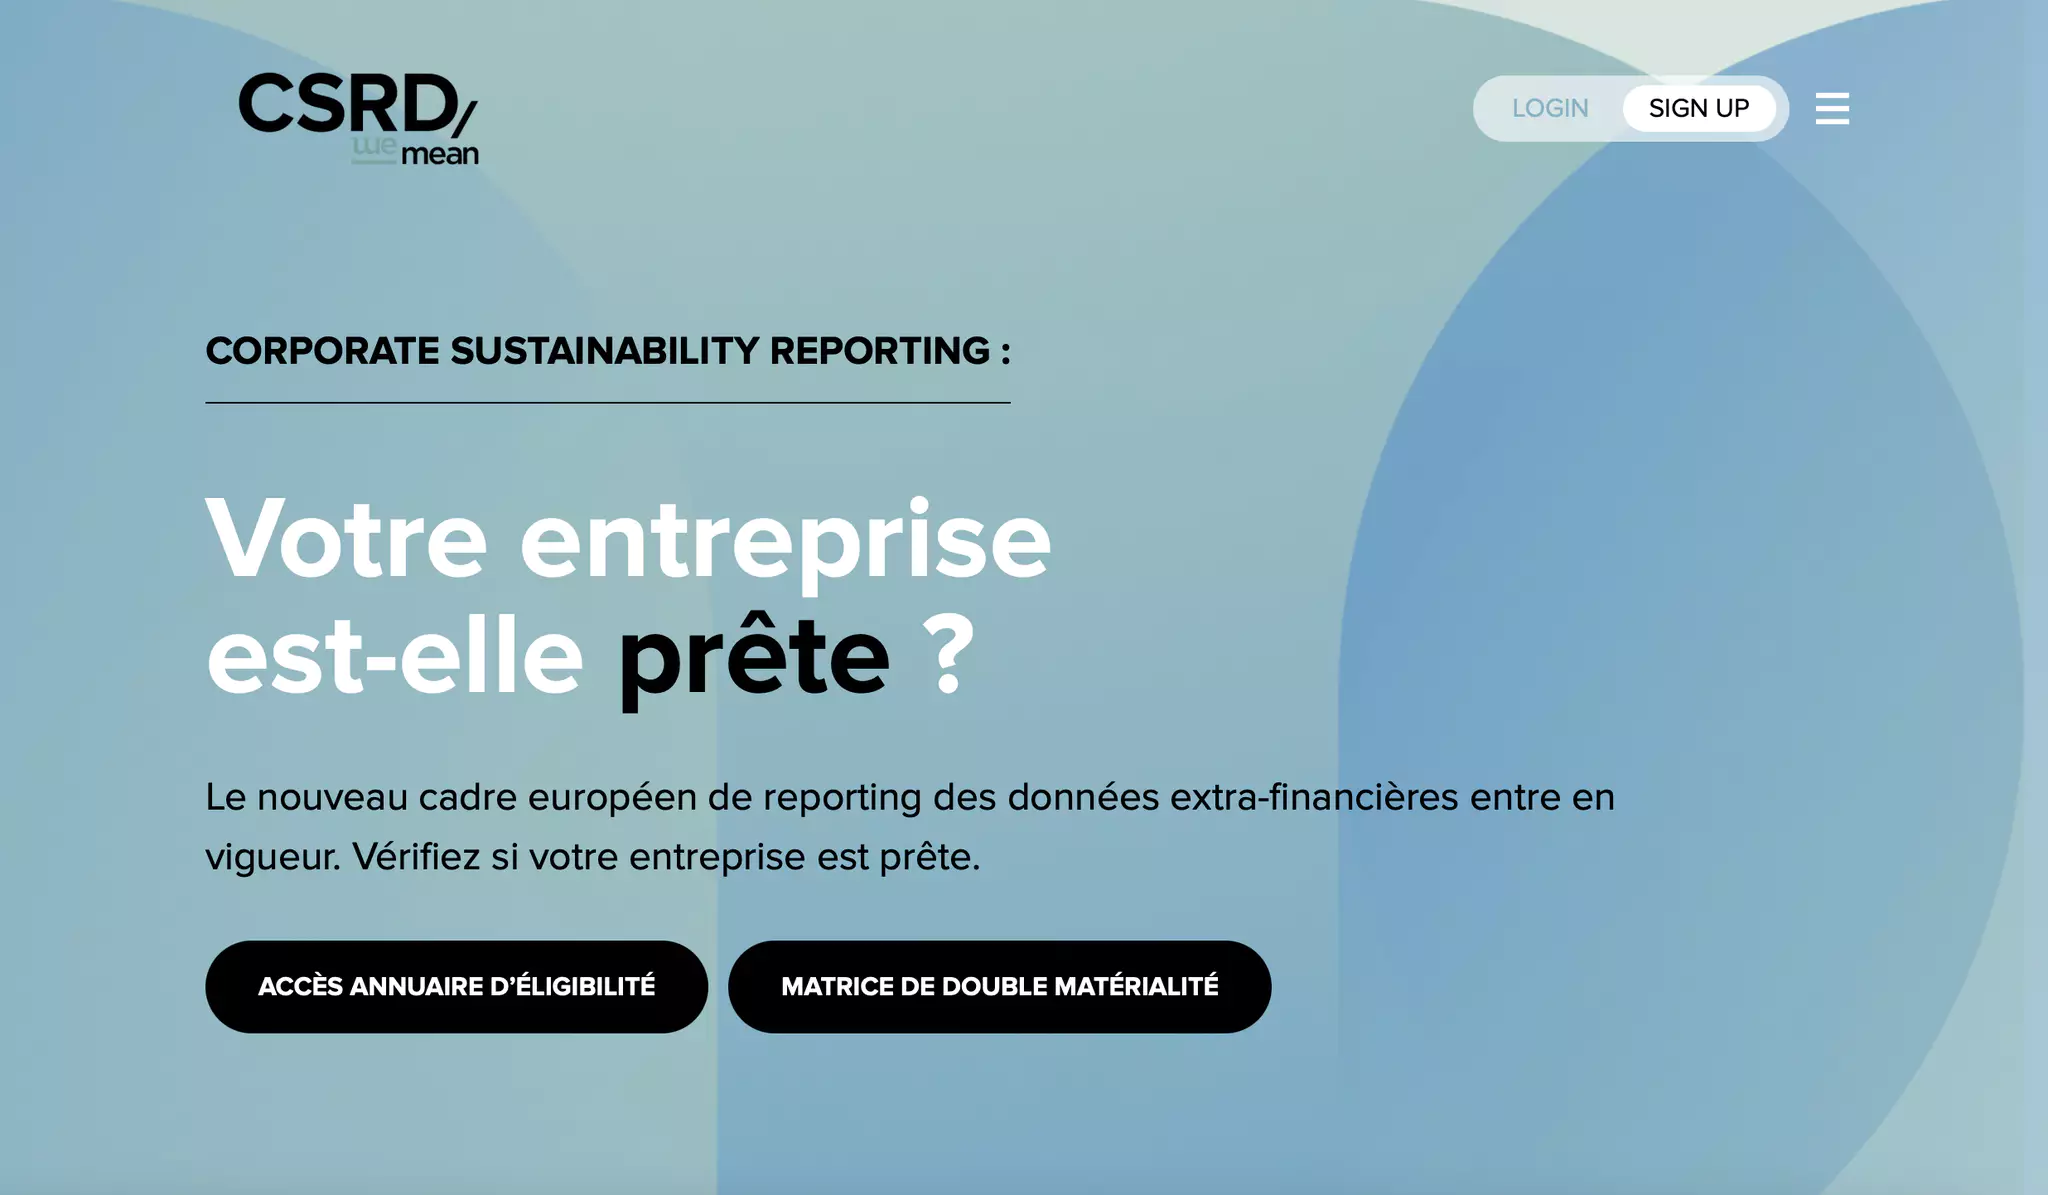 CSRD/
we mean
LOGIN
SIGN UP
CORPORATE SUSTAINABILITY REPORTING :
Votre entreprise
est-elle prête ?
Le nouveau cadre européen de reporting des données extra-financières entre en
vigueur. Vérifiez si votre entreprise est prête.
ACCÈS ANNUAIRE D’ÉLIGIBILITÉ
MATRICE DE DOUBLE MATÉRIALITÉ